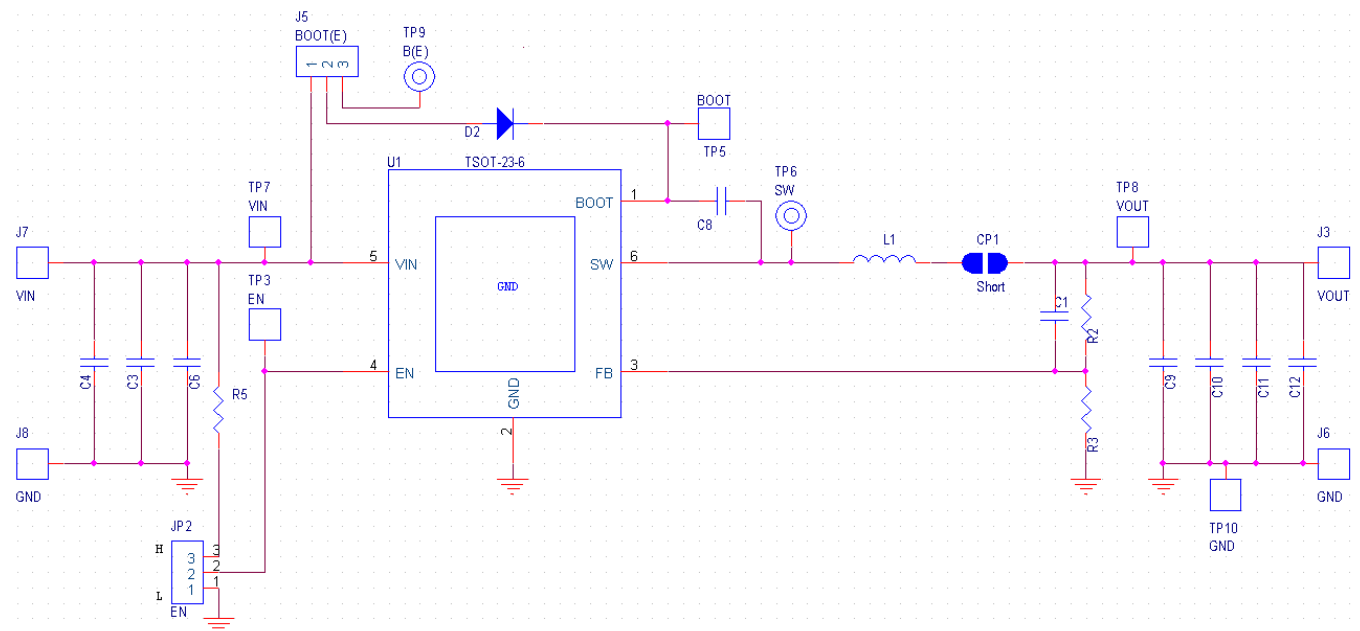 J5
BOOT(E)
1 2 3
TP9
B(E)
D2
BOOT
TP5
U1
TSOT-23-6
TP7
VIN
BOOT
1
C8
TP6
SW
TP8
VOUT
J7
VIN
5
VIN
SW
6
L1
CP1
Short
J3
VOUT
TP3
EN
GND
4
EN
FB
3
GND
2
C1
R2
R3
C4
C3
C6
R5
C9
C10
C11
C12
J8
GND
J6
GND
TP10
GND
JP2
H
3
3
2
2
1
1
L
EN